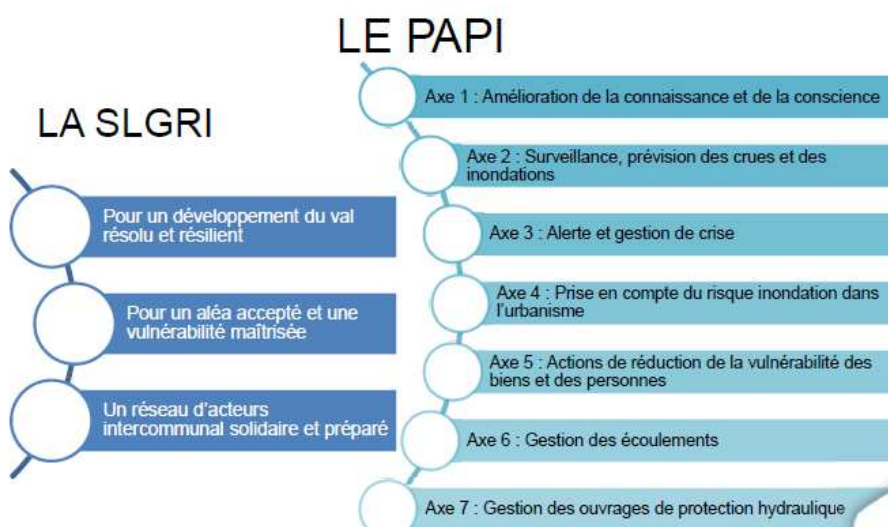 LE PAPI
LA SLGRI
Pour un développement du val
résolu et résilient
Pour un aléa accepté et une
vulnérabilité maîtrisée
Un réseau d'acteurs
intercommunal solidaire et préparé
Axe 1 : Amélioration de la connaissance et de la conscience
Axe 2 : Surveillance, prévision des crues et des
inondations
Axe 3 : Alerte et gestion de crise
Axe 4 : Prise en compte du risque inondation dans
l'urbanisme
Axe 5 : Actions de réduction de la vulnérabilité des
biens et des personnes
Axe 6 : Gestion des écoulements
Axe 7 : Gestion des ouvrages de protection hydraulique